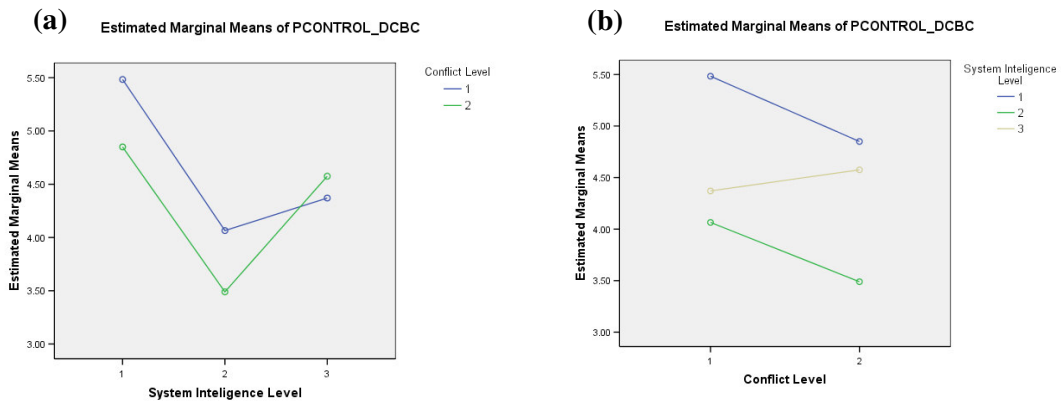 (a)
Estimated Marginal Means of PCONTROL_DCBC
Estimated Marginal Means
5.50
5.00
4.50
4.00
3.50
3.00
1
2
3
System Inteligence Level
Conflict Level
1
2
(b)
Estimated Marginal Means of PCONTROL_DCBC
Estimated Marginal Means
5.50
5.00
4.50
4.00
3.50
3.00
1
2
Conflict Level
System Inteligence
Level
1
2
3